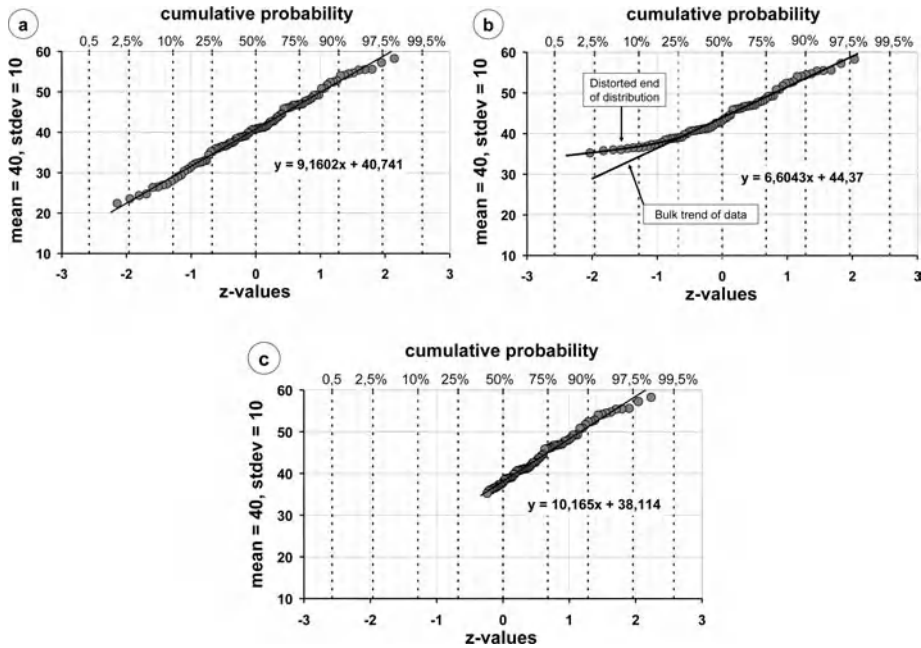 a
cumulative probability
0,5 2,5% 10% 25% 50% 75% 90% 97,5% 99,5%
60
50
40
30
20
10
mean = 40, stdev = 10
y = 9,1602x + 40,741
-3 -2 -1 0 1 2 3
z-values
b
cumulative probability
0,5 2,5% 10% 25% 50% 75% 90% 97,5% 99,5%
60
50
40
30
20
10
mean = 40, stdev = 10
Distorted end
of distribution
y = 6,6043x + 44,37
Bulk trend of data
-3 -2 -1 0 1 2 3
z-values
c
cumulative probability
0,5 2,5% 10% 25% 50% 75% 90% 97,5% 99,5%
60
50
40
30
20
10
mean = 40, stdev = 10
y = 10,165x + 38,114
-3 -2 -1 0 1 2 3
z-values